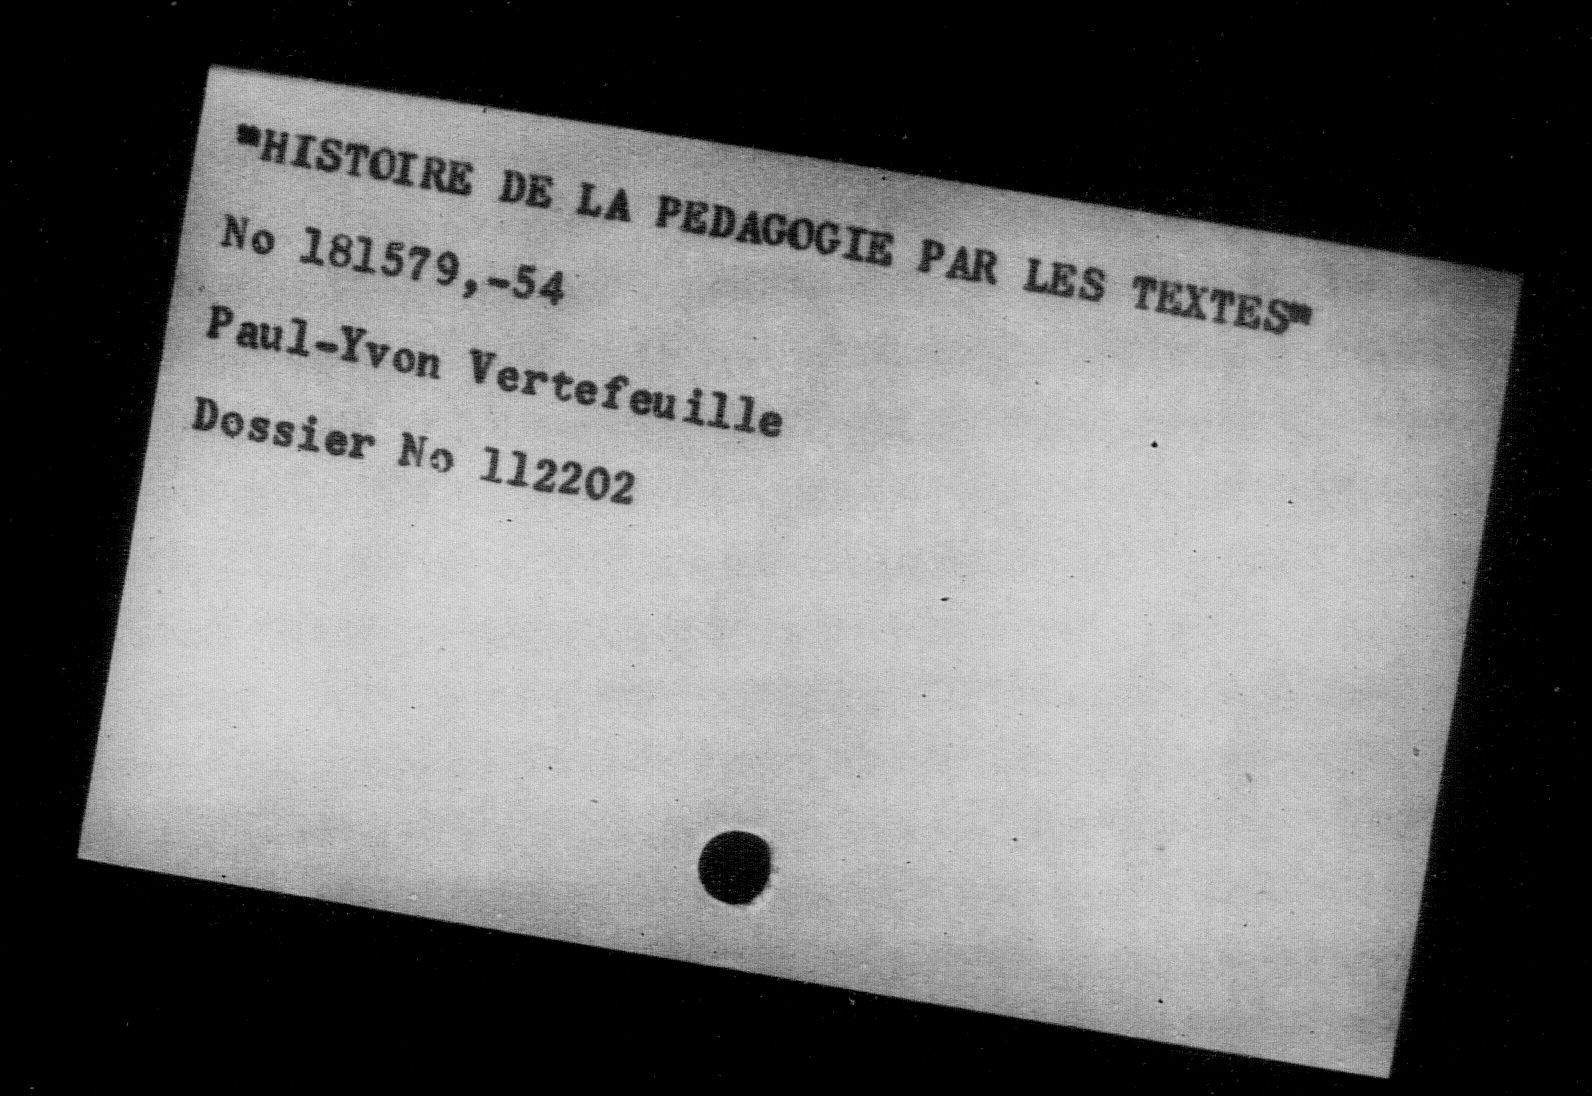 "HISTOIRE DE LA PEDAGOGIE PAR LES TEXTES"
No 181579,-54
Paul-Yvon Vertefeuille
Dossier No 112202